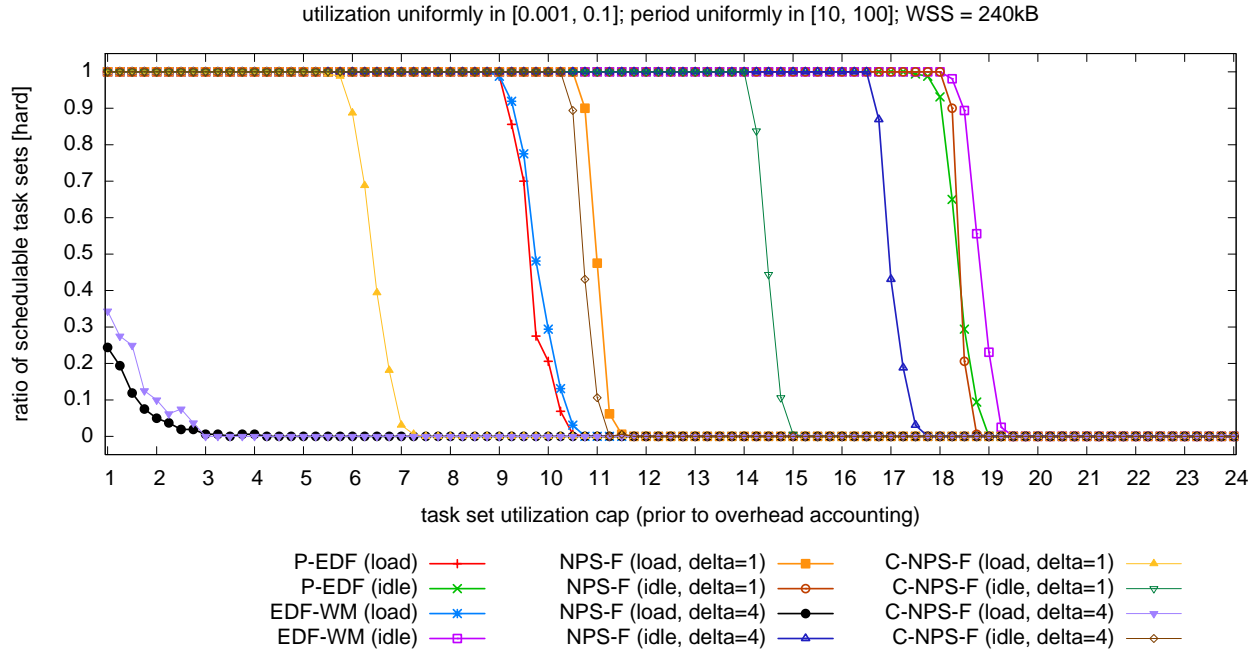 utilization uniformly in [0.001, 0.1]; period uniformly in [10, 100]; WSS = 240kB
ratio of schedulable task sets [hard]
1
0.9
0.8
0.7
0.6
0.5
0.4
0.3
0.2
0.1
0
1 2 3 4 5 6 7 8 9 10 11 12 13 14 15 16 17 18 19 20 21 22 23 24
task set utilization cap (prior to overhead accounting)
P-EDF (load) NPS-F (load, delta=1) C-NPS-F (load, delta=1)
P-EDF (idle) NPS-F (idle, delta=1) C-NPS-F (idle, delta=1)
EDF-WM (load) NPS-F (load, delta=4) C-NPS-F (load, delta=4)
EDF-WM (idle) NPS-F (idle, delta=4) C-NPS-F (idle, delta=4)